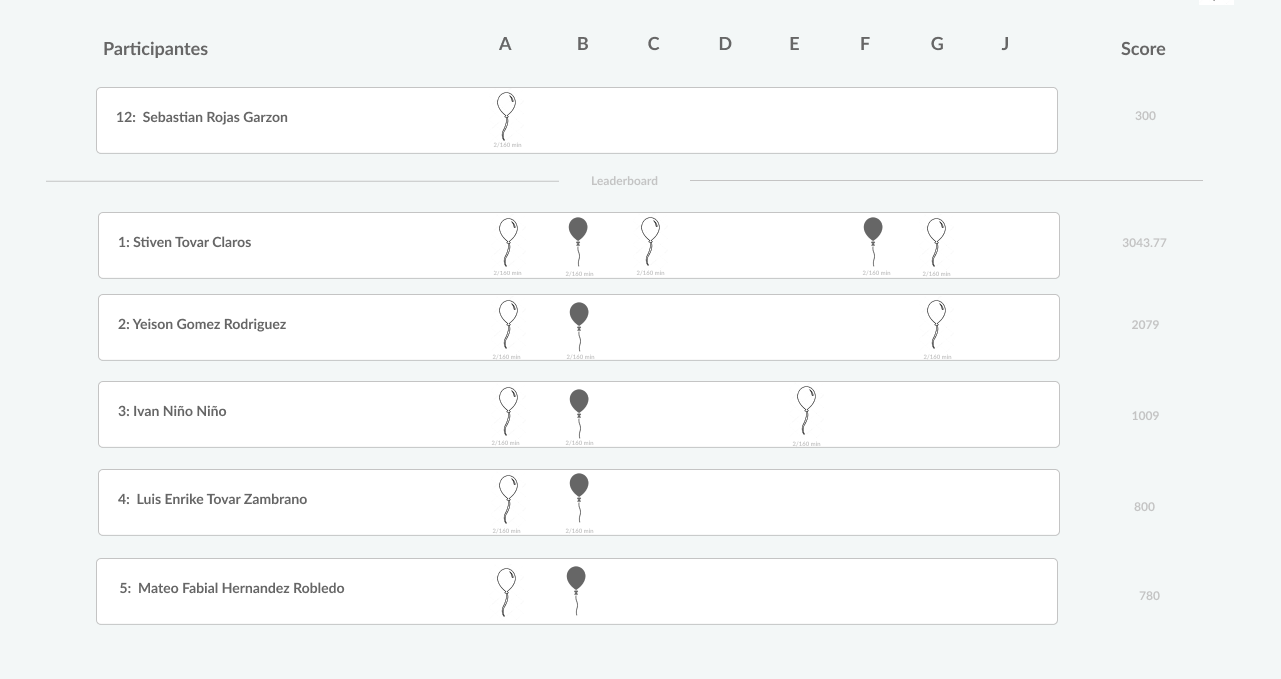 Participantes A B C D E F G J Score
12: Sebastian Rojas Garzon 300
2/160 min
Leaderboard
1: Stiven Tovar Claros 3043.77
2/160 min 2/160 min 2/160 min 2/160 min 2/160 min
2: Yeison Gomez Rodriguez 2079
2/160 min 2/160 min 2/160 min
3: Ivan Niño Niño 1009
2/160 min 2/160 min 2/160 min
4: Luis Enrike Tovar Zambrano 800
2/160 min 2/160 min
5: Mateo Fabial Hernandez Robledo 780